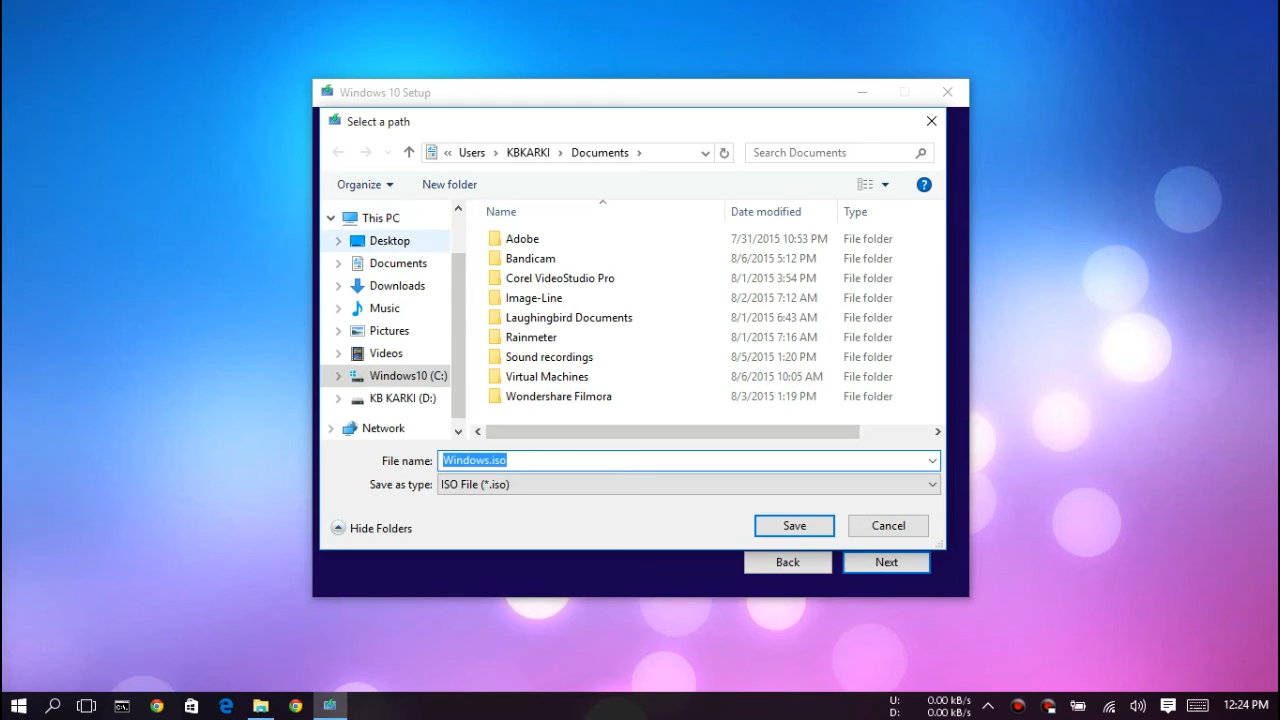 Windows 10 Setup
Select a path
« Users › KBKARKI › Documents ›
Search Documents
Organize
New folder
This PC
Desktop
Documents
Downloads
Music
Pictures
Videos
Windows10 (C:)
KB KARKI (D:)
Network
Name Date modified Type
Adobe 7/31/2015 10:53 PM File folder
Bandicam 8/6/2015 5:12 PM File folder
Corel VideoStudio Pro 8/1/2015 3:54 PM File folder
Image-Line 8/2/2015 7:12 AM File folder
Laughingbird Documents 8/1/2015 6:43 AM File folder
Rainmeter 8/1/2015 7:16 AM File folder
Sound recordings 8/5/2015 1:20 PM File folder
Virtual Machines 8/6/2015 10:05 AM File folder
Wondershare Filmora 8/3/2015 1:19 PM File folder
File name: Windows.iso
Save as type: ISO File (*.iso)
Hide Folders
Save
Cancel
Back
Next
U: 0.00 kB/s
D: 0.00 kB/s
12:24 PM